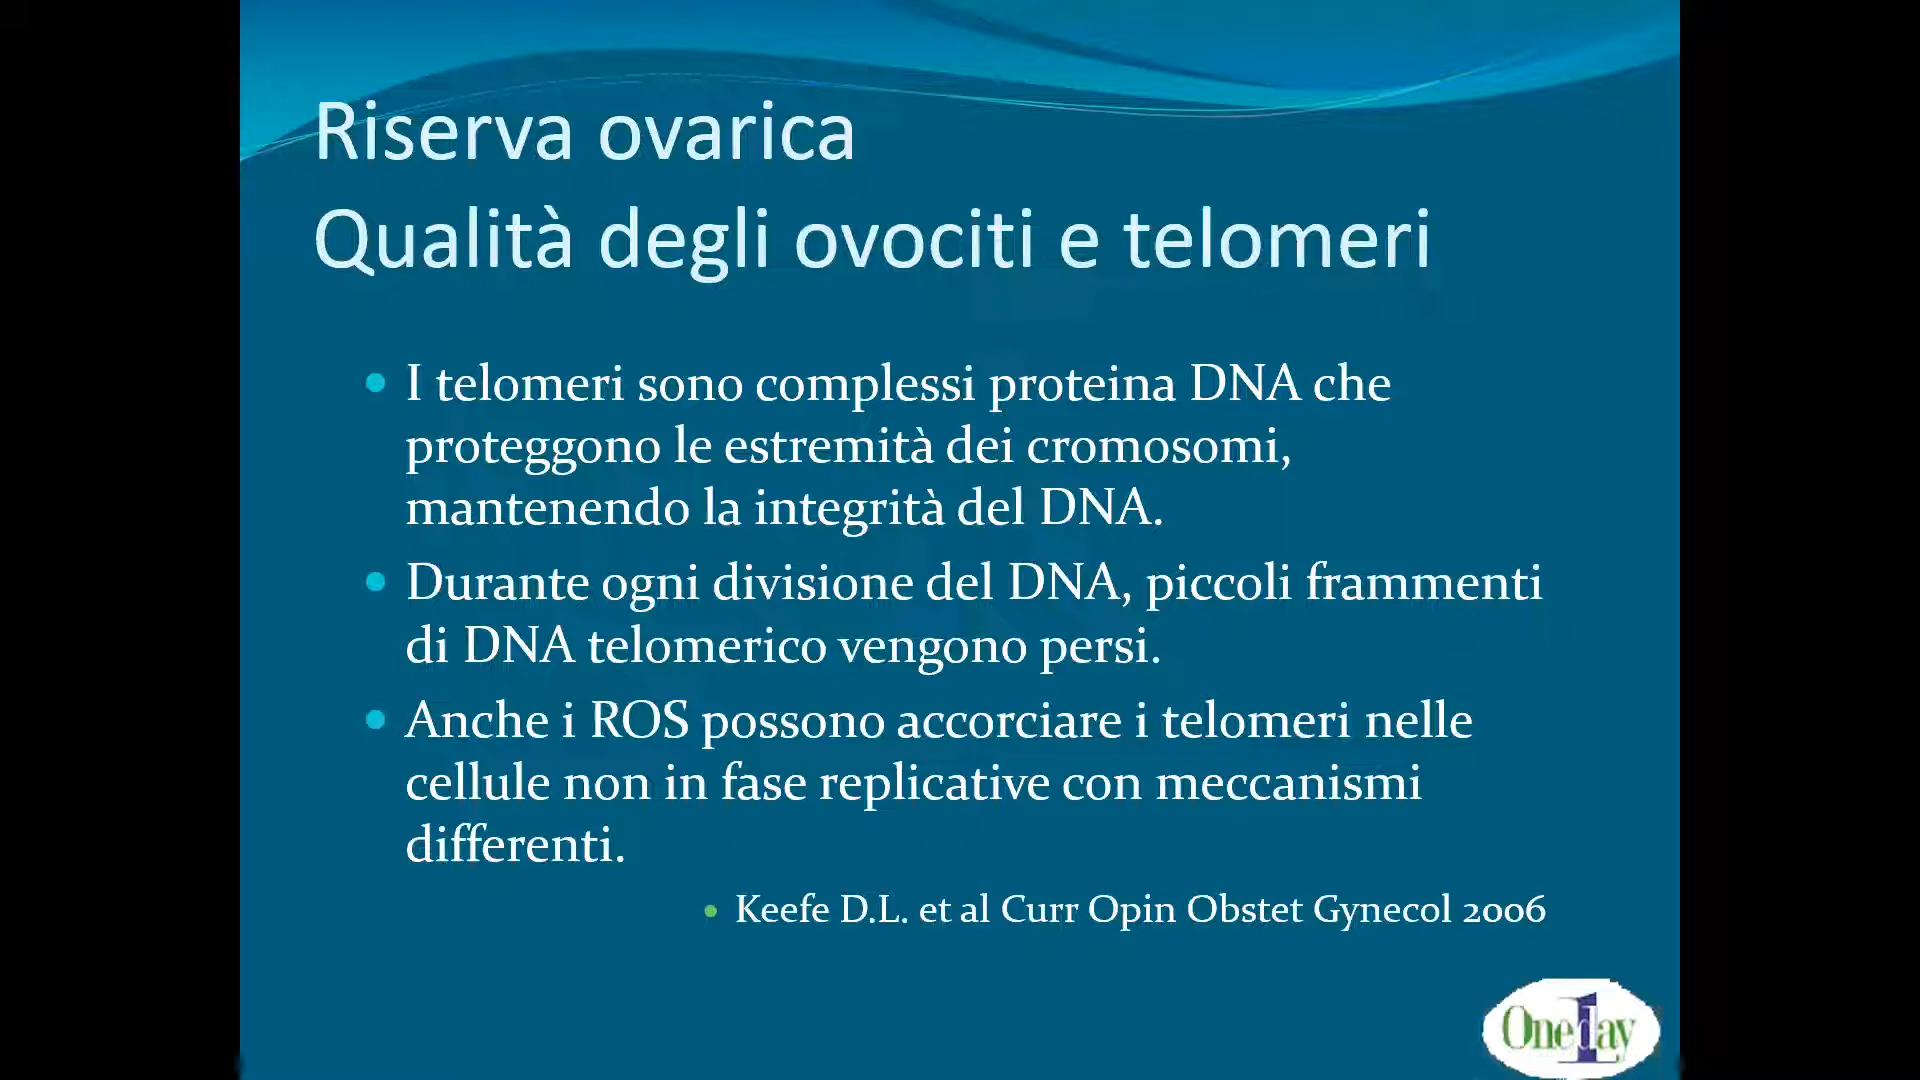 Riserva ovarica
Qualità degli ovociti e telomeri
• I telomeri sono complessi proteina DNA che
proteggono le estremità dei cromosomi,
mantenendo la integrità del DNA.
• Durante ogni divisione del DNA, piccoli frammenti
di DNA telomerico vengono persi.
• Anche i ROS possono accorciare i telomeri nelle
cellule non in fase replicative con meccanismi
differenti.
• Keefe D.L. et al Curr Opin Obstet Gynecol 2006
One1day